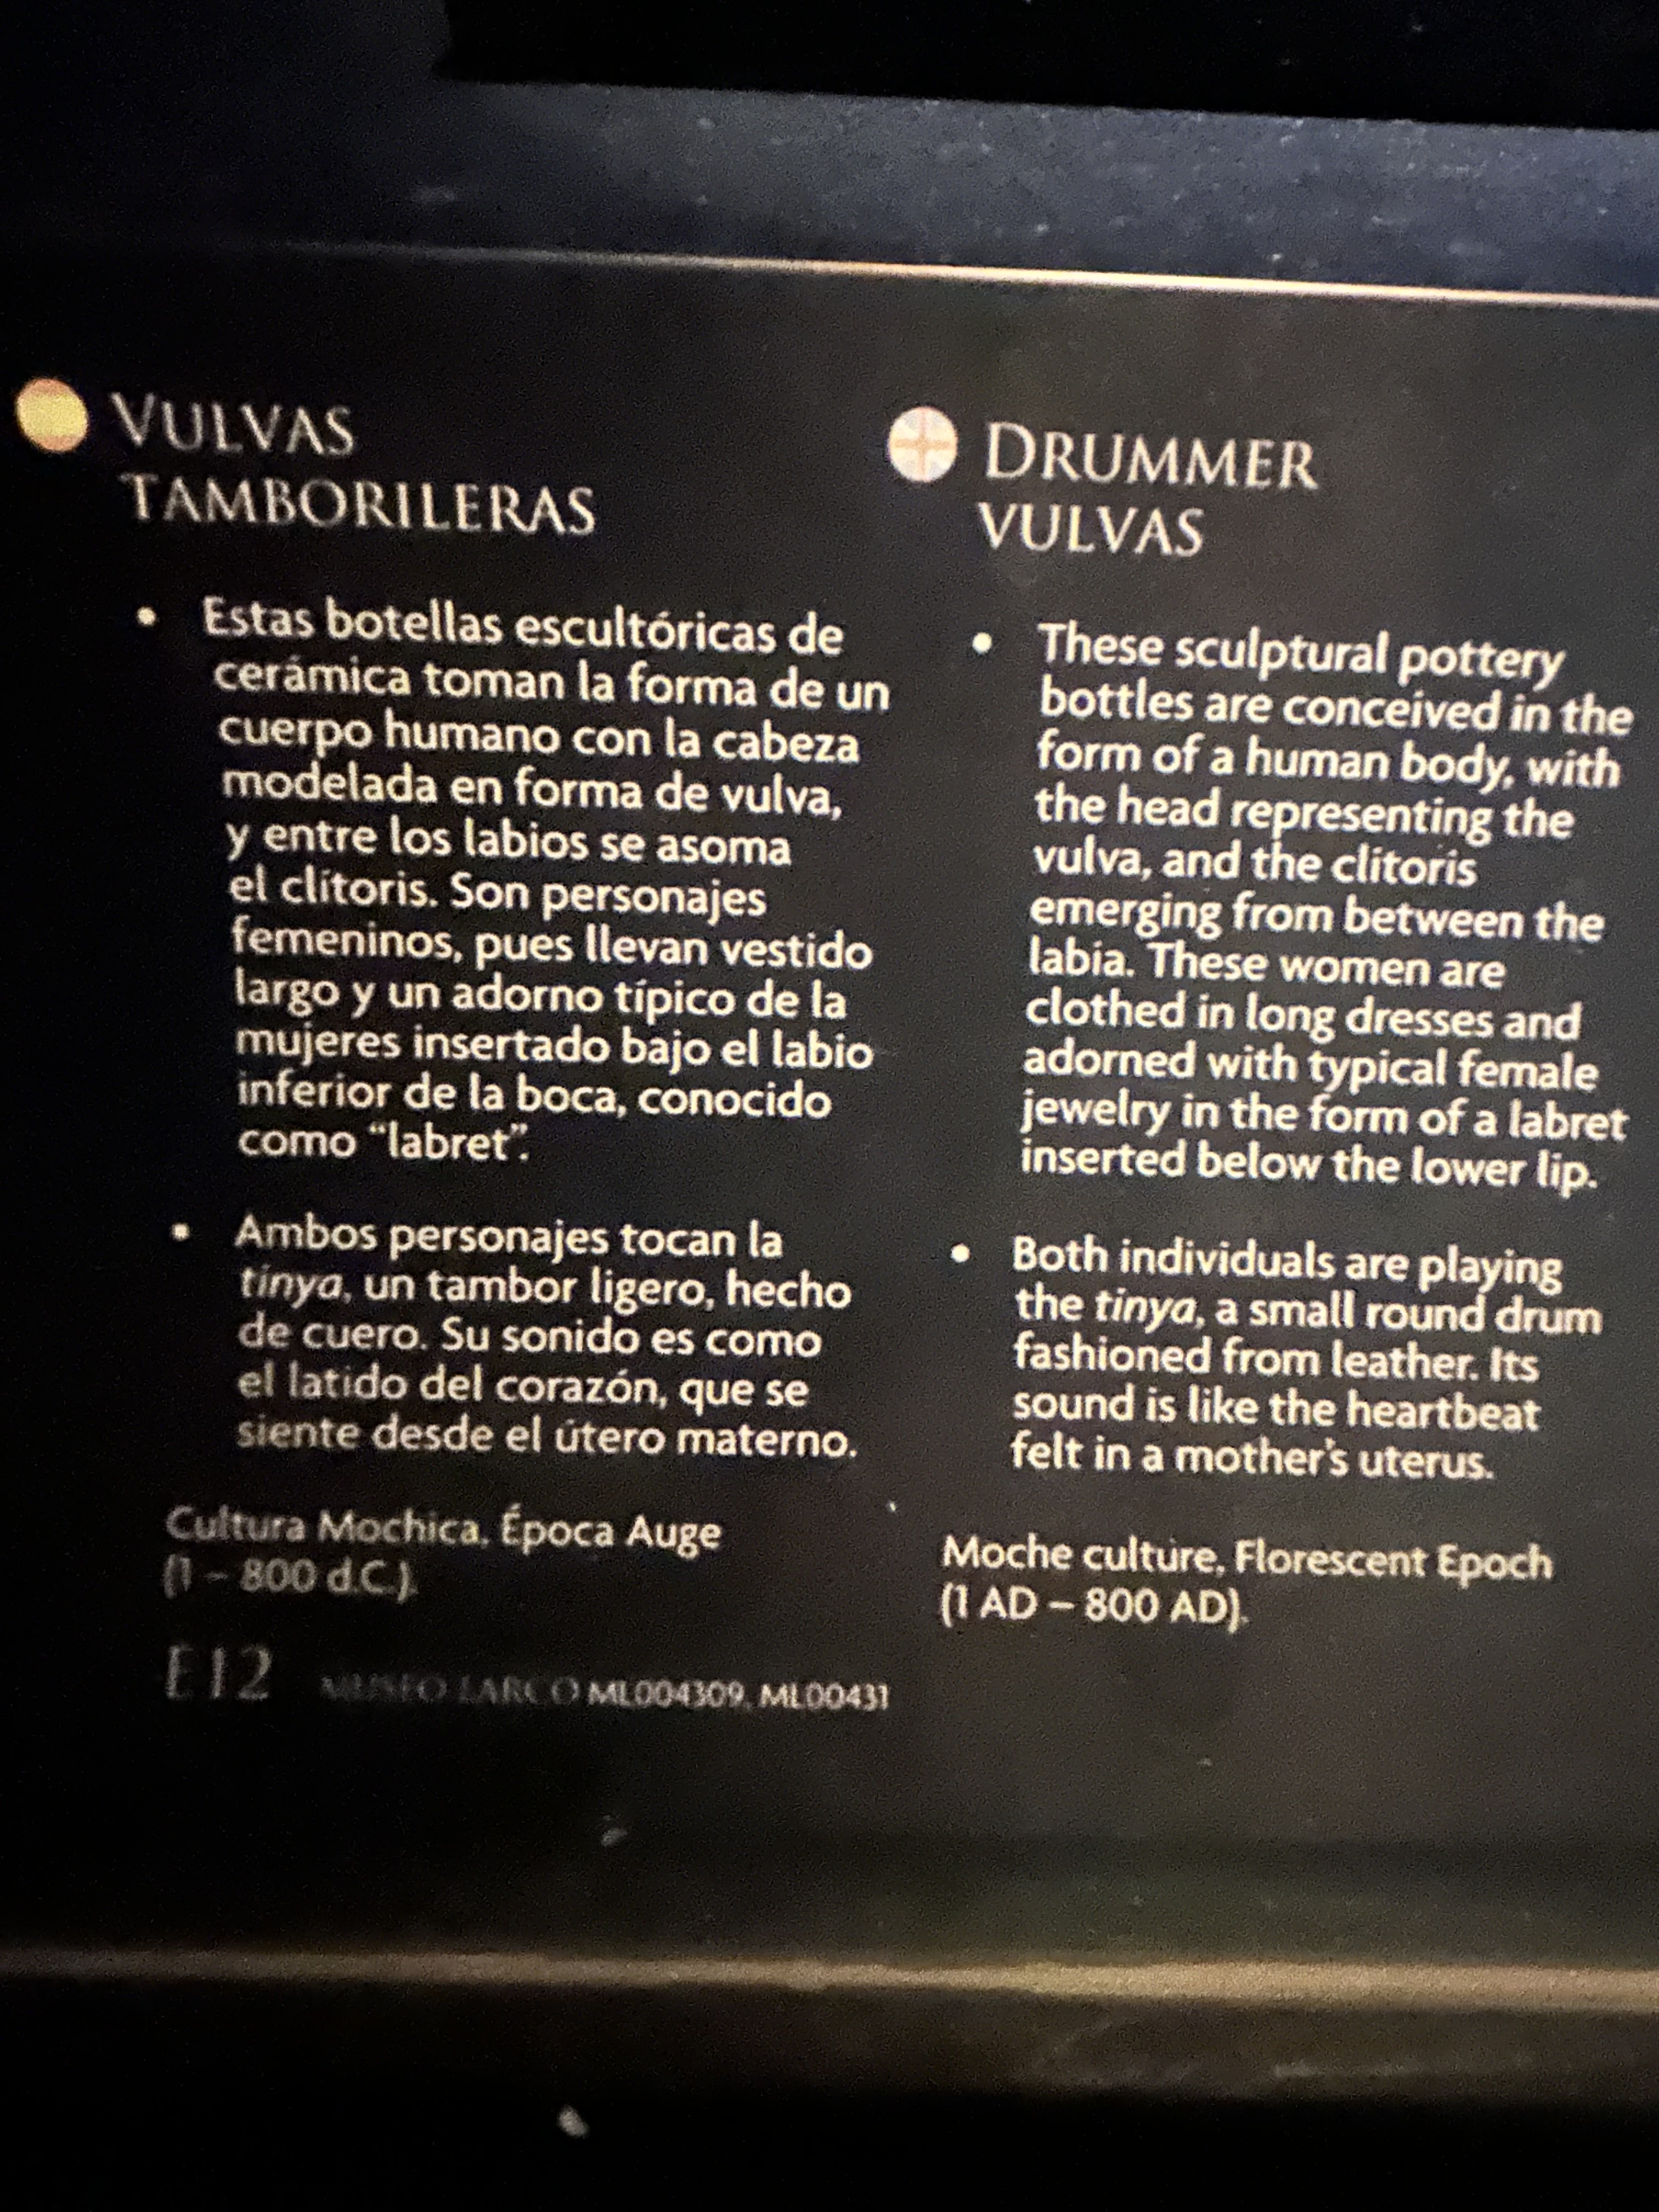 VULVAS
TAMBORILERAS
• Estas botellas escultóricas de
cerámica toman la forma de un
cuerpo humano con la cabeza
modelada en forma de vulva,
y entre los labios se asoma
el clítoris. Son personajes
femeninos, pues llevan vestido
largo y un adorno típico de la
mujeres insertado bajo el labio
inferior de la boca, conocido
como “labret”.
• Ambos personajes tocan la
tinya, un tambor ligero, hecho
de cuero. Su sonido es como
el latido del corazón, que se
siente desde el útero materno.
Cultura Mochica, Época Auge
(1 – 800 d.C.).
E12 MUSEO LARCO ML004309, ML00431
DRUMMER
VULVAS
• These sculptural pottery
bottles are conceived in the
form of a human body, with
the head representing the
vulva, and the clitoris
emerging from between the
labia. These women are
clothed in long dresses and
adorned with typical female
jewelry in the form of a labret
inserted below the lower lip.
• Both individuals are playing
the tinya, a small round drum
fashioned from leather. Its
sound is like the heartbeat
felt in a mother's uterus.
Moche culture, Florescent Epoch
(1 AD – 800 AD).